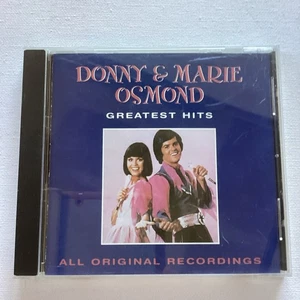 DONNY & MARIE
OSMOND
GREATEST HITS
ALL ORIGINAL RECORDINGS